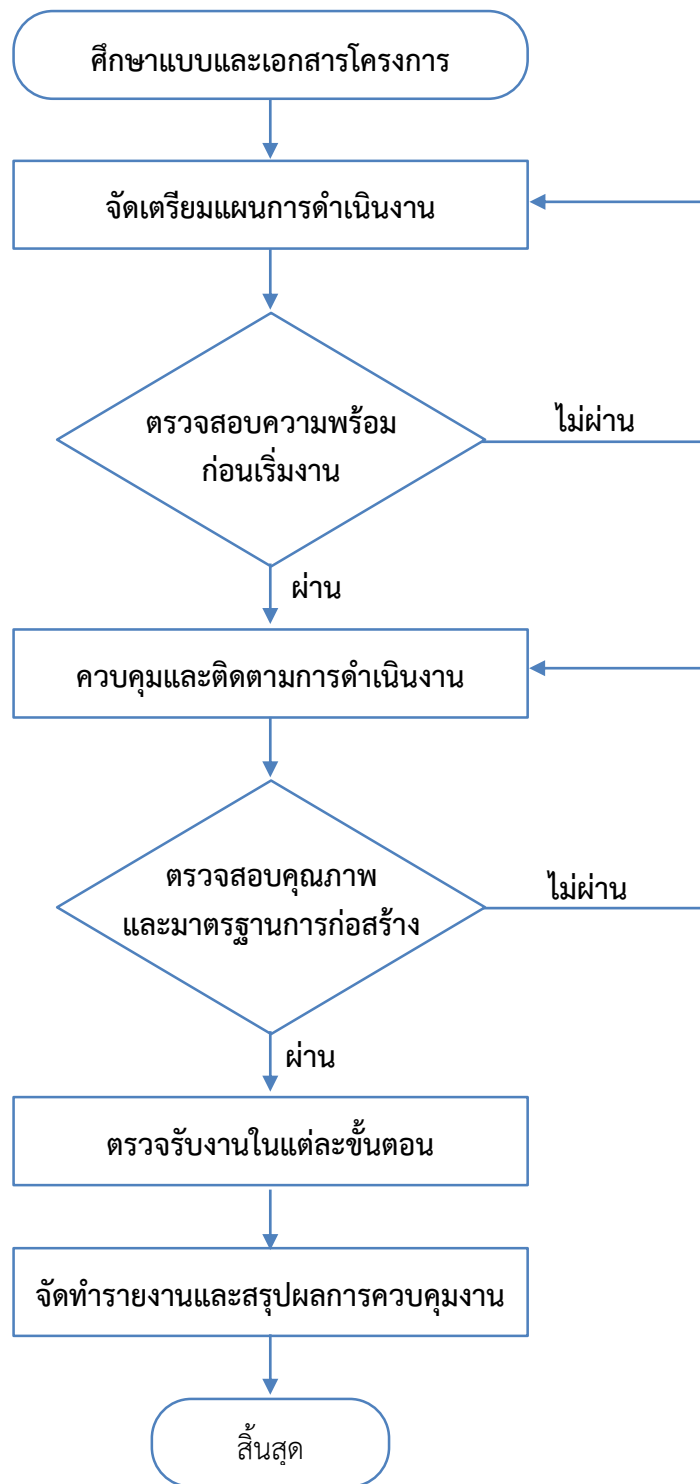 ศึกษาแบบและเอกสารโครงการ
จัดเตรียมแผนการดำเนินงาน
ตรวจสอบความพร้อม
ก่อนเริ่มงาน
ไม่ผ่าน
ผ่าน
ควบคุมและติดตามการดำเนินงาน
ตรวจสอบคุณภาพ
และมาตรฐานการก่อสร้าง
ไม่ผ่าน
ผ่าน
ตรวจรับงานในแต่ละขั้นตอน
จัดทำรายงานและสรุปผลการควบคุมงาน
สิ้นสุด